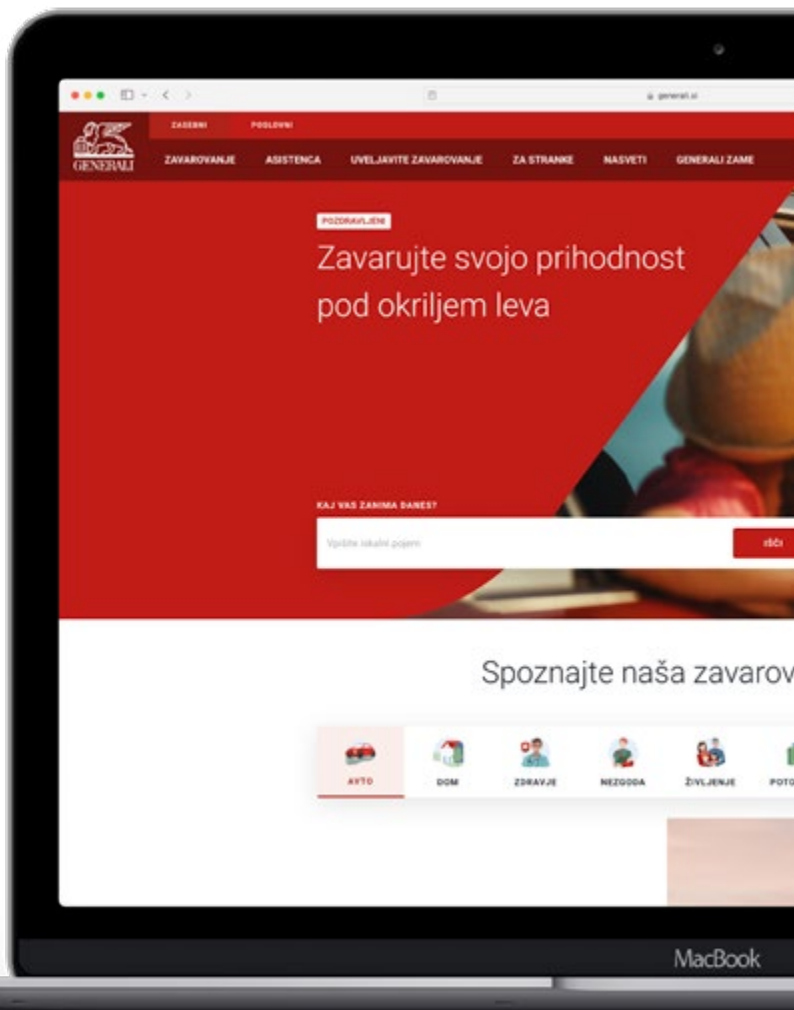 generali.si
ZASEBNI POSLOVNI
GENERALI
ZAVAROVANJE ASISTENCA UVELJAVITE ZAVAROVANJE ZA STRANKE NASVETI GENERALI ZAME
POZDRAVLJENI
Zavarujte svojo prihodnost
pod okriljem leva
KAJ VAS ZANIMA DANES?
Vpišite iskalni pojem
IŠČI
Spoznajte naša zavarov
AVTO DOM ZDRAVJE NEZGODA ŽIVLJENJE POTO
MacBook